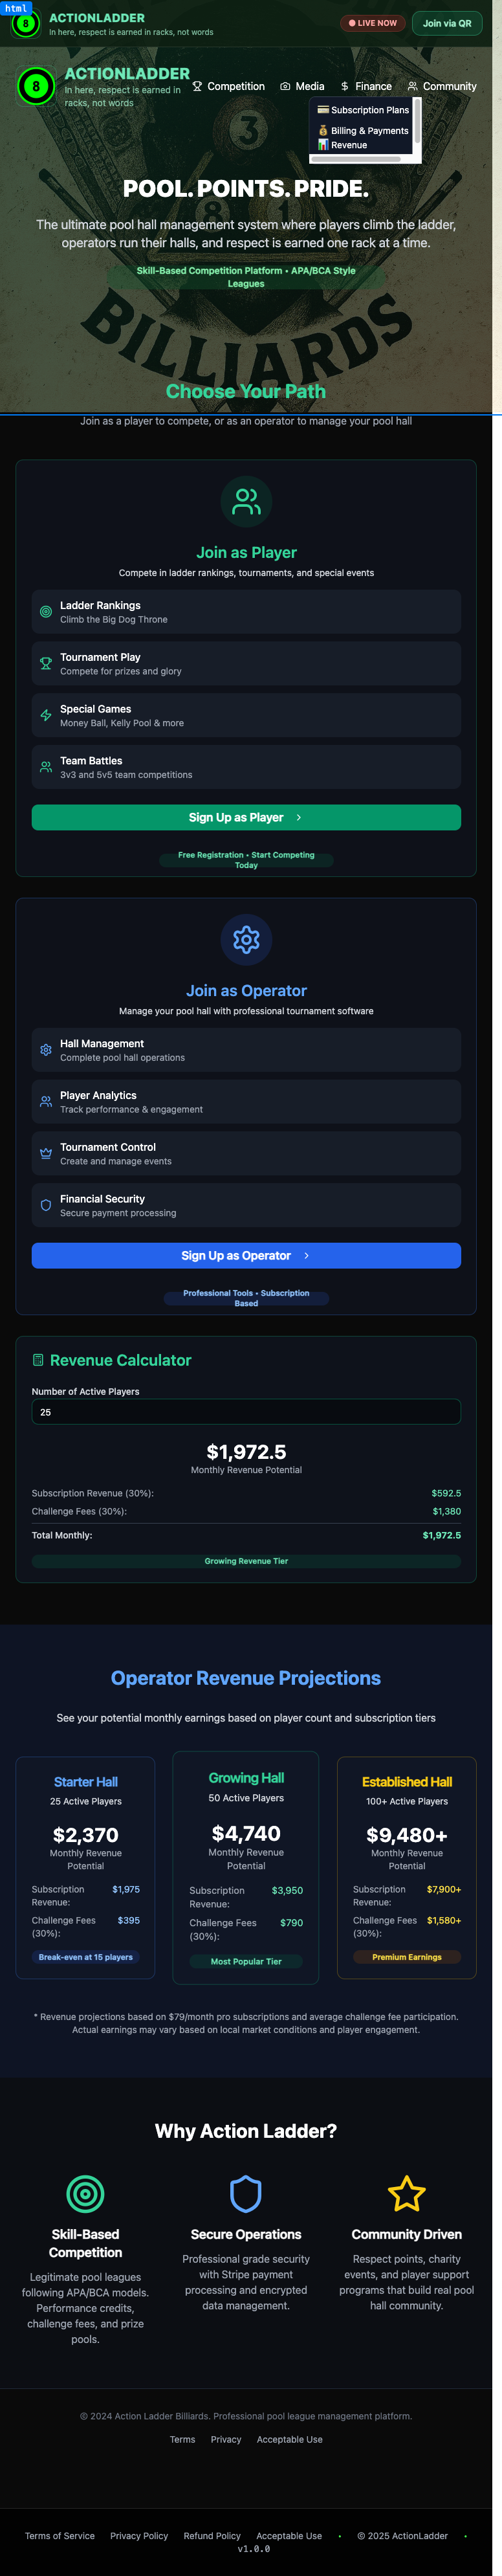 html
8
ACTIONLADDER
In here, respect is earned in racks, not words
LIVE NOW
Join via QR
8
ACTIONLADDER
In here, respect is earned in
racks, not words
Competition
Media
Finance
Community
Subscription Plans
Billing & Payments
Revenue
3
8
1
POOL. POINTS. PRIDE.
The ultimate pool hall management system where players climb the ladder,
operators run their halls, and respect is earned one rack at a time.
Skill-Based Competition Platform • APA/BCA Style
Leagues
BILLIARDS
Choose Your Path
Join as a player to compete, or as an operator to manage your pool hall
Join as Player
Compete in ladder rankings, tournaments, and special events
Ladder Rankings
Climb the Big Dog Throne
Tournament Play
Compete for prizes and glory
Special Games
Money Ball, Kelly Pool & more
Team Battles
3v3 and 5v5 team competitions
Sign Up as Player
Free Registration • Start Competing
Today
Join as Operator
Manage your pool hall with professional tournament software
Hall Management
Complete pool hall operations
Player Analytics
Track performance & engagement
Tournament Control
Create and manage events
Financial Security
Secure payment processing
Sign Up as Operator
Professional Tools • Subscription
Based
Revenue Calculator
Number of Active Players
25
$1,972.5
Monthly Revenue Potential
Subscription Revenue (30%): $592.5
Challenge Fees (30%): $1,380
Total Monthly: $1,972.5
Growing Revenue Tier
Operator Revenue Projections
See your potential monthly earnings based on player count and subscription tiers
Starter Hall
25 Active Players
$2,370
Monthly Revenue
Potential
Subscription $1,975
Revenue:
Challenge Fees $395
(30%):
Break-even at 15 players
Growing Hall
50 Active Players
$4,740
Monthly Revenue
Potential
Subscription $3,950
Revenue:
Challenge Fees $790
(30%):
Most Popular Tier
Established Hall
100+ Active Players
$9,480+
Monthly Revenue
Potential
Subscription $7,900+
Revenue:
Challenge Fees $1,580+
(30%):
Premium Earnings
* Revenue projections based on $79/month pro subscriptions and average challenge fee participation.
Actual earnings may vary based on local market conditions and player engagement.
Why Action Ladder?
Skill-Based
Competition
Legitimate pool leagues
following APA/BCA models.
Performance credits,
challenge fees, and prize
pools.
Secure Operations
Professional grade security
with Stripe payment
processing and encrypted
data management.
Community Driven
Respect points, charity
events, and player support
programs that build real pool
hall community.
© 2024 Action Ladder Billiards. Professional pool league management platform.
Terms Privacy Acceptable Use
Terms of Service Privacy Policy Refund Policy Acceptable Use • © 2025 ActionLadder •
v1.0.0